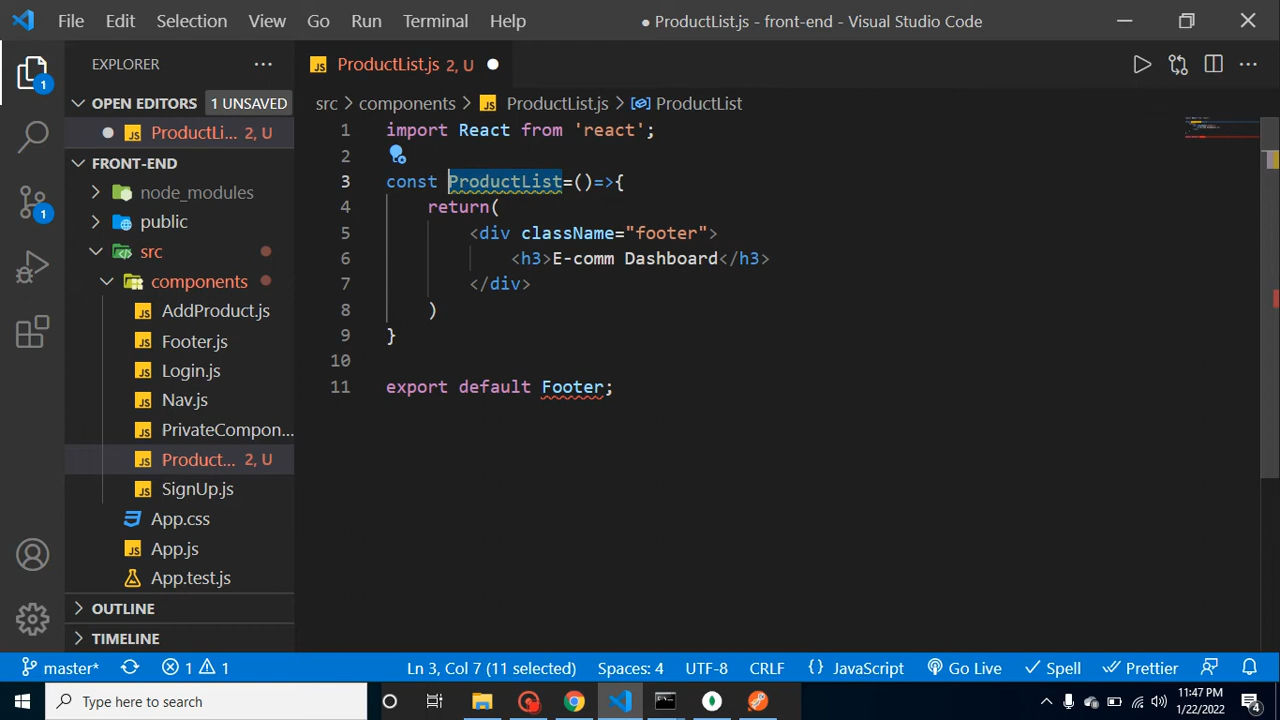 File Edit Selection View Go Run Terminal Help ● ProductList.js - front-end - Visual Studio Code
EXPLORER ...
ProductList.js 2, U
OPEN EDITORS 1 UNSAVED
ProductLi... 2, U
FRONT-END
node_modules
public
src
components
AddProduct.js
Footer.js
Login.js
Nav.js
PrivateCompon...
Product... 2, U
SignUp.js
App.css
App.js
App.test.js
OUTLINE
TIMELINE
1
1
src > components > ProductList.js > ProductList
1 import React from 'react';
2
3 const ProductList=()=>{
4 return(
5 <div className="footer">
6 <h3>E-comm Dashboard</h3>
7 </div>
8 )
9 }
10
11 export default Footer;
master* 1 1 Ln 3, Col 7 (11 selected) Spaces: 4 UTF-8 CRLF {} JavaScript Go Live Spell Prettier
Type here to search
11:47 PM
1/22/2022
4